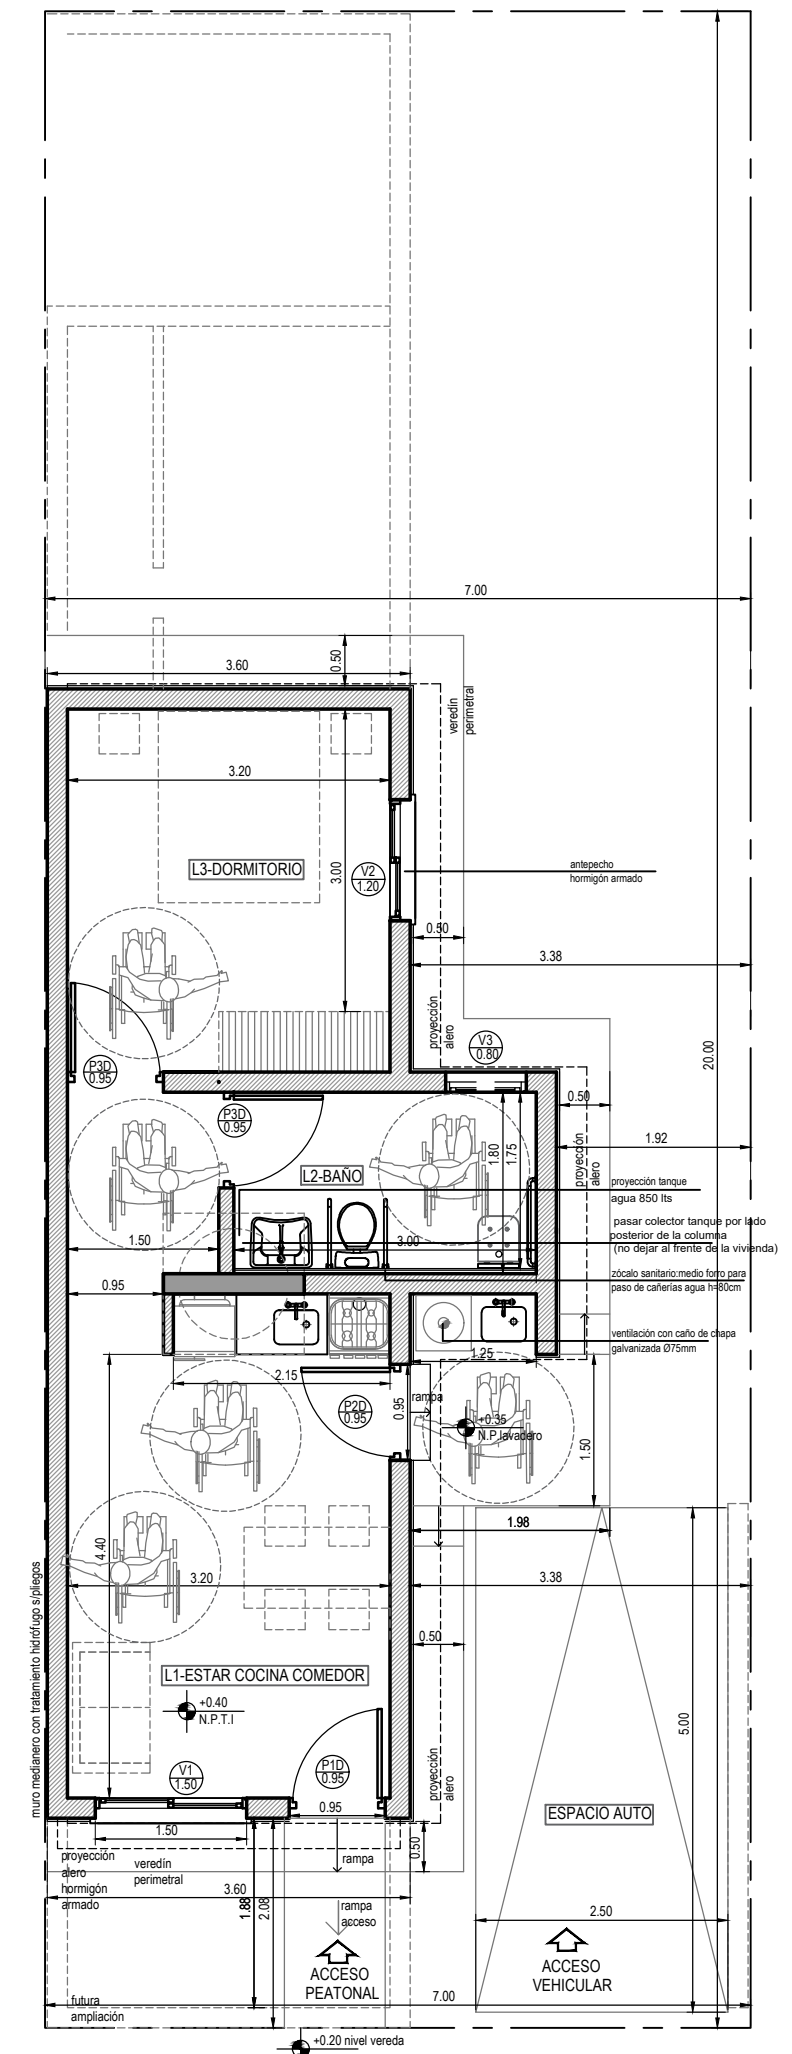 7.00
3.60
0.50
veredín
perimetral
3.20
L3-DORMITORIO
3.00
V2
1.20
antepecho
hormigón armado
0.50
3.38
proyección
alero
20.00
V3
0.80
P3D
0.95
P3D
0.95
0.50
1.92
proyección
alero
1.80
1.75
L2-BAÑO
proyección tanque
agua 850 lts
pasar colector tanque por lado
posterior de la columna
(no dejar al frente de la vivienda)
1.50
3.00
zócalo sanitario:medio forro para
paso de cañerías agua h=80cm
0.95
ventilación con caño de chapa
galvanizada Ø75mm
1.25
2.15
P2D
0.95
0.95
rampa
+0.35
N.P.lavadero
1.50
1.98
4.40
3.20
3.38
0.50
muro medianero con tratamiento hidrófugo s/pliegos
L1-ESTAR COCINA COMEDOR
+0.40
N.P.T.I
5.00
V1
1.50
P1D
0.95
proyección
alero
0.95
ESPACIO AUTO
1.50
0.50
proyección
alero
hormigón
armado
veredín
perimetral
rampa
3.60
1.88
2.08
rampa
acceso
2.50
ACCESO
PEATONAL
ACCESO
VEHICULAR
7.00
futura
ampliación
+0.20 nivel vereda